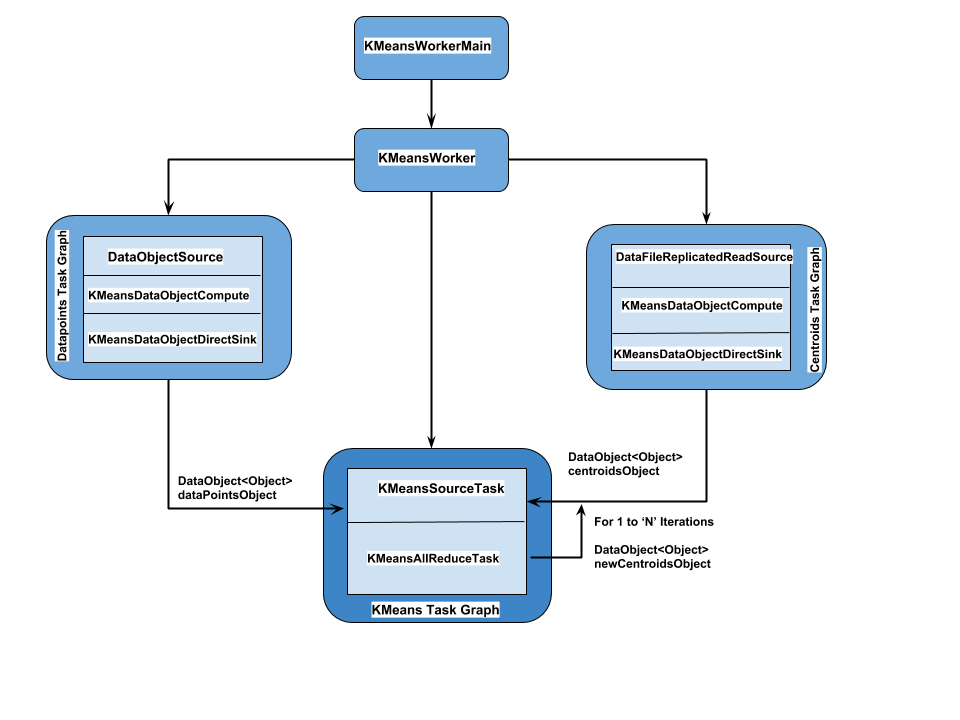 KMeansWorkerMain
KMeansWorker
Datapoints Task Graph
DataObjectSource
KMeansDataObjectCompute
KMeansDataObjectDirectSink
DataFileReplicatedReadSource
KMeansDataObjectCompute
KMeansDataObjectDirectSink
Centroids Task Graph
DataObject<Object>
dataPointsObject
DataObject<Object>
centroidsObject
KMeansSourceTask
KMeansAllReduceTask
KMeans Task Graph
For 1 to ‘N’ Iterations
DataObject<Object>
newCentroidsObject